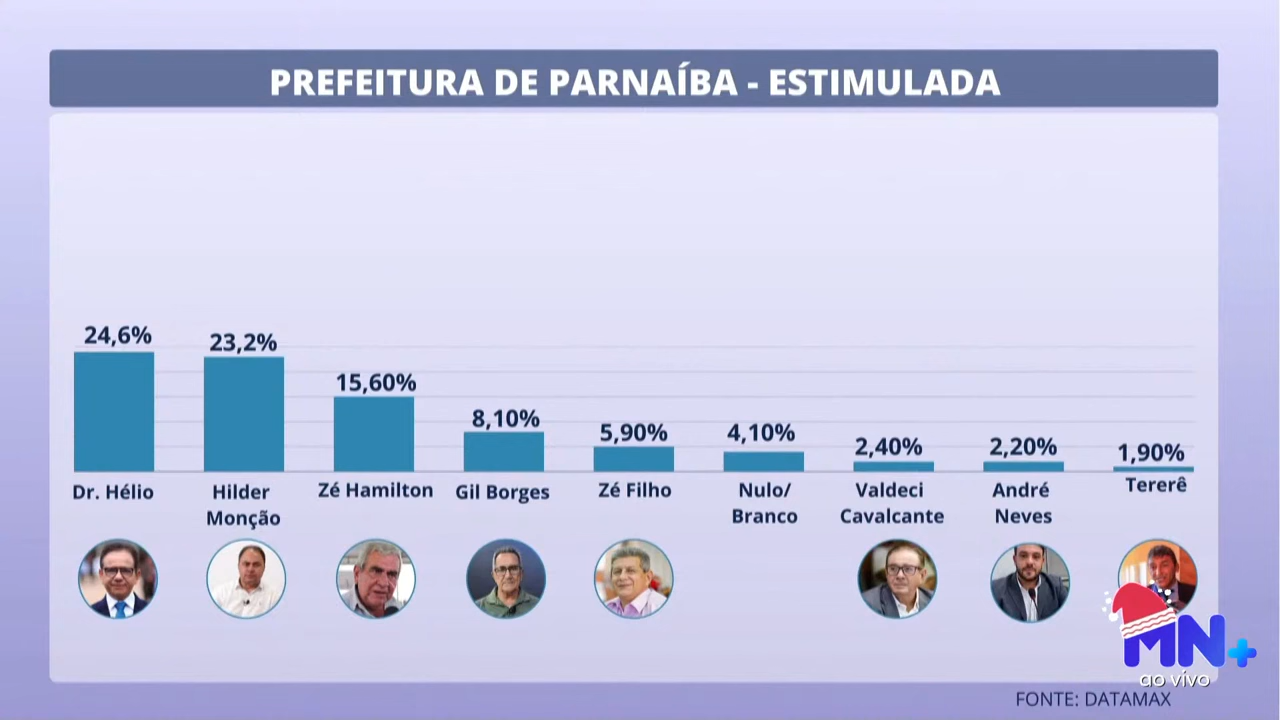 PREFEITURA DE PARNAÍBA - ESTIMULADA
24,6%
23,2%
15,60%
8,10%
5,90%
4,10%
2,40%
2,20%
1,90%
Dr. Hélio
Hilder
Monção
Zé Hamilton
Gil Borges
Zé Filho
Nulo/
Branco
Valdeci
Cavalcante
André
Neves
Tererê
MN+
ao vivo
FONTE: DATAMAX